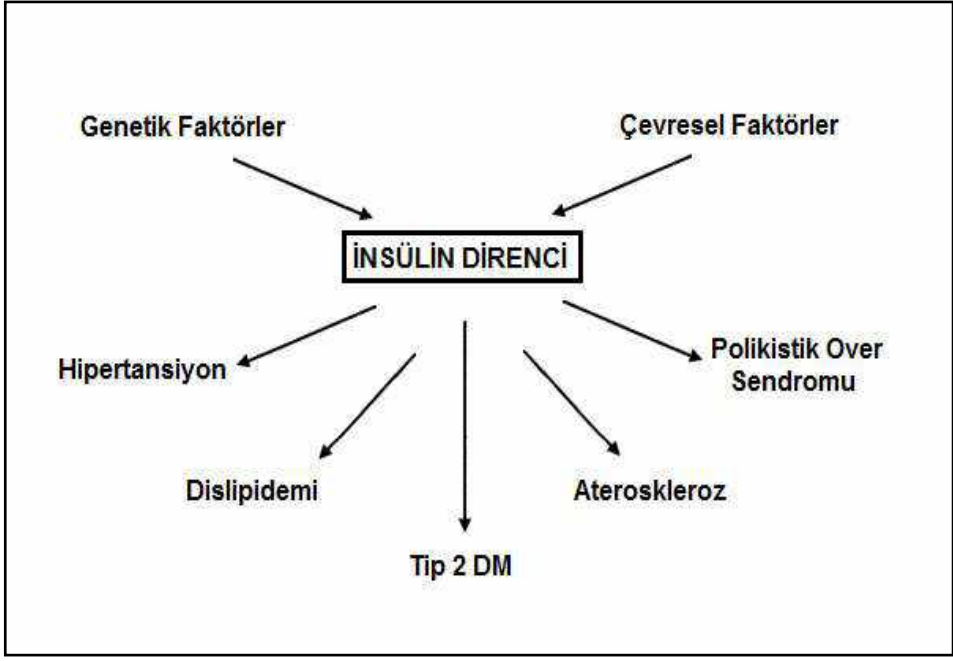 Genetik Faktörler
Çevresel Faktörler
İNSÜLİN DİRENCİ
Hipertansiyon
Polikistik Over
Sendromu
Dislipidemi
Ateroskleroz
Tip 2 DM